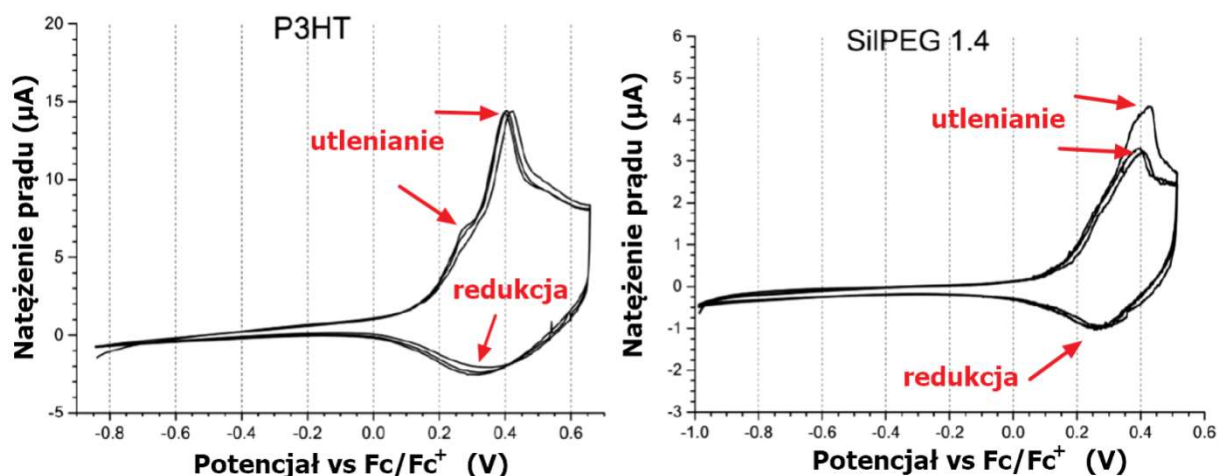 P3HT
20
15
10
5
0
-5
Natężenie prądu (µA)
utlenianie
redukcja
-0.8 -0.6 -0.4 -0.2 0.0 0.2 0.4 0.6
Potencjał vs Fc/Fc+ (V)
SilPEG 1.4
6
5
4
3
2
1
0
-1
-2
-3
Natężenie prądu (µA)
utlenianie
redukcja
-1.0 -0.8 -0.6 -0.4 -0.2 0.0 0.2 0.4 0.6
Potencjał vs Fc/Fc+ (V)